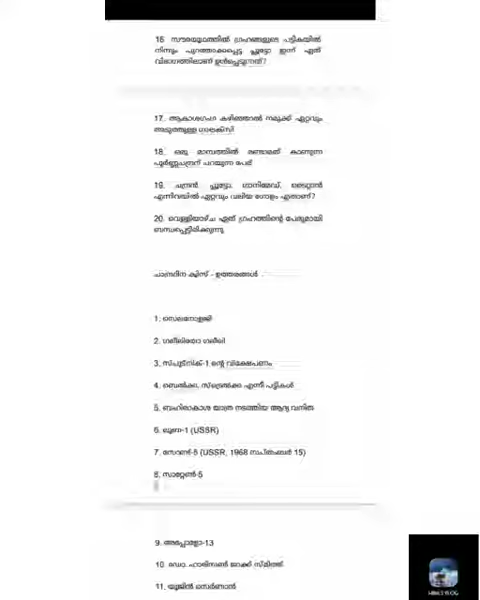 16. സൗരയൂഥത്തിൽ ഗ്രഹങ്ങളുടെ പട്ടികയിൽ
നിന്നും പുറത്താക്കപ്പെട്ട പ്ലൂട്ടോ ഇന്ന് ഏത്
വിഭാഗത്തിലാണ് ഉൾപ്പെടുന്നത്?
17. ആകാശഗംഗ കഴിഞ്ഞാൽ നമുക്ക് ഏറ്റവും
അടുത്തുള്ള ഗാലക്സി
18. ഒരു മാസത്തിൽ രണ്ടാമത് കാണുന്ന
പൂർണ്ണചന്ദ്രന് പറയുന്ന പേര്
19. ചന്ദ്രൻ, പ്ലൂട്ടോ, ഗാനിമേഡ്, ടൈറ്റാൻ
എന്നിവയിൽ ഏറ്റവും വലിയ ഗോളം ഏതാണ്?
20. വെള്ളിയാഴ്ച ഏത് ഗ്രഹത്തിന്റെ പേരുമായി
ബന്ധപ്പെട്ടിരിക്കുന്നു
ചാന്ദ്രദിന ക്വിസ് - ഉത്തരങ്ങൾ
1. സെലനോളജി
2. ഗലീലിയോ ഗലീലി
3. സ്പുട്നിക്-1 ന്റെ വിക്ഷേപണം
4. ബെൽക്ക, സ്ട്രെൽക്ക എന്നീ പട്ടികൾ
5. ബഹിരാകാശ യാത്ര നടത്തിയ ആദ്യ വനിത
6. ലൂണ-1 (USSR)
7. സോണ്ട്-5 (USSR, 1968 സപ്തംബർ 15)
8. സാറ്റേൺ-5
9. അപ്പോളോ-13
10. ഡോ. ഹാരിസൺ ജാക്ക് സ്മിത്ത്
11. യൂജിൻ സെർണാൻ